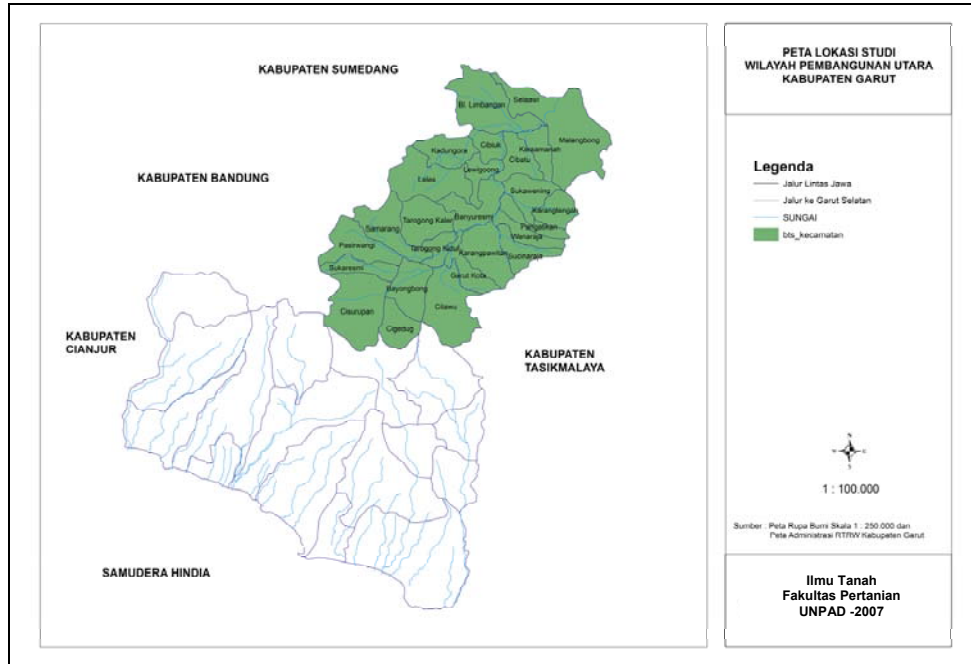 PETA LOKASI STUDI
WILAYAH PEMBANGUNAN UTARA
KABUPATEN GARUT
Legenda
Jalur Lintas Jawa
Jalur ke Garut Selatan
SUNGAI
bts_kecamatan
N
W
E
S
1 : 100.000
Sumber : Peta Rupa Bumi Skala 1 : 250.000 dan
Peta Administrasi RTRW Kabupaten Garut
Ilmu Tanah
Fakultas Pertanian
UNPAD -2007
KABUPATEN SUMEDANG
KABUPATEN BANDUNG
KABUPATEN
CIANJUR
KABUPATEN
TASIKMALAYA
SAMUDERA HINDIA
Selaawi
Bl. Limbangan
Malangbong
Cibiuk
Kersamanah
Kadungora
Cibatu
Lewigoong
Leles
Sukawening
Karangtengah
Tarogong Kaler
Banyuresmi
Pangatikan
Samarang
Wanaraja
Pasirwangi
Tarogong Kidul
Karangpawitan
Sucinaraja
Sukaresmi
Garut Kota
Bayongbong
Cisurupan
Cilawu
Cigedug